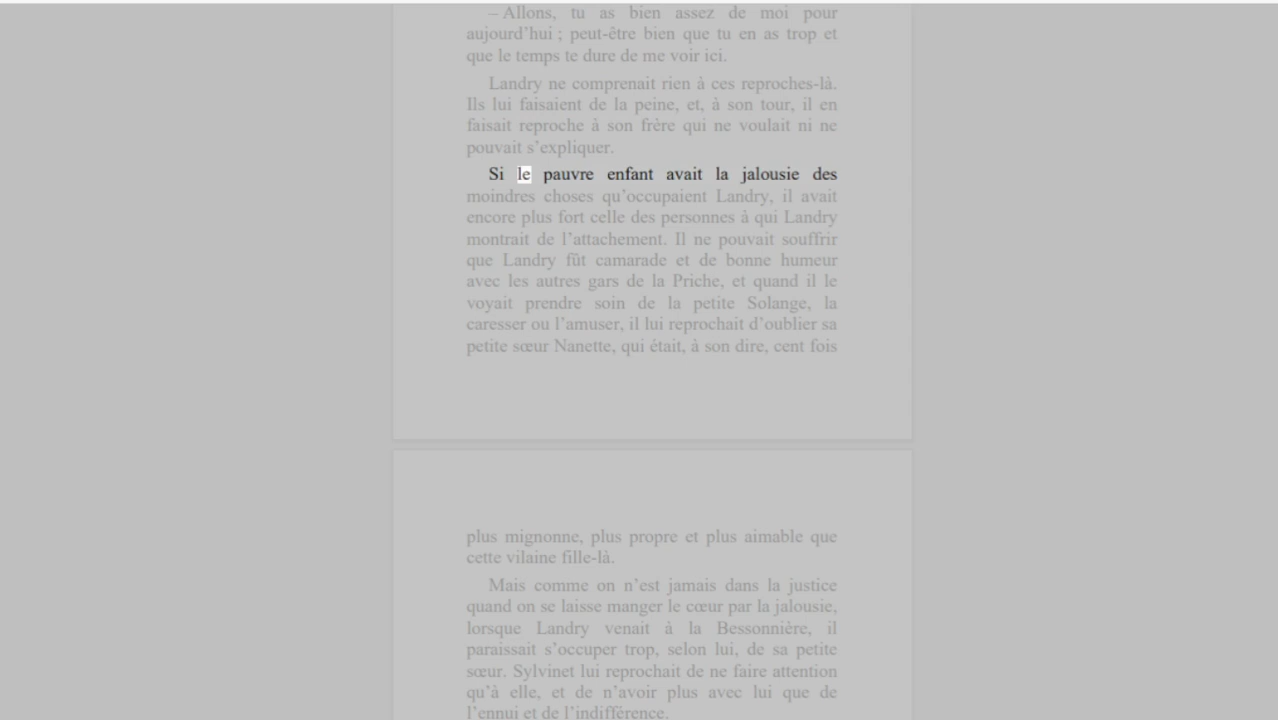 – Allons, tu as bien assez de moi pour
aujourd’hui ; peut-être bien que tu en as trop et
que le temps te dure de me voir ici.
Landry ne comprenait rien à ces reproches-là.
Ils lui faisaient de la peine, et, à son tour, il en
faisait reproche à son frère qui ne voulait ni ne
pouvait s’expliquer.
Si le pauvre enfant avait la jalousie des
moindres choses qu’occupaient Landry, il avait
encore plus fort celle des personnes à qui Landry
montrait de l’attachement. Il ne pouvait souffrir
que Landry fût camarade et de bonne humeur
avec les autres gars de la Priche, et quand il le
voyait prendre soin de la petite Solange, la
caresser ou l’amuser, il lui reprochait d’oublier sa
petite sœur Nanette, qui était, à son dire, cent fois
plus mignonne, plus propre et plus aimable que
cette vilaine fille-là.
Mais comme on n’est jamais dans la justice
quand on se laisse manger le cœur par la jalousie,
lorsque Landry venait à la Bessonnière, il
paraissait s’occuper trop, selon lui, de sa petite
sœur. Sylvinet lui reprochait de ne faire attention
qu’à elle, et de n’avoir plus avec lui que de
l’ennui et de l’indifférence.